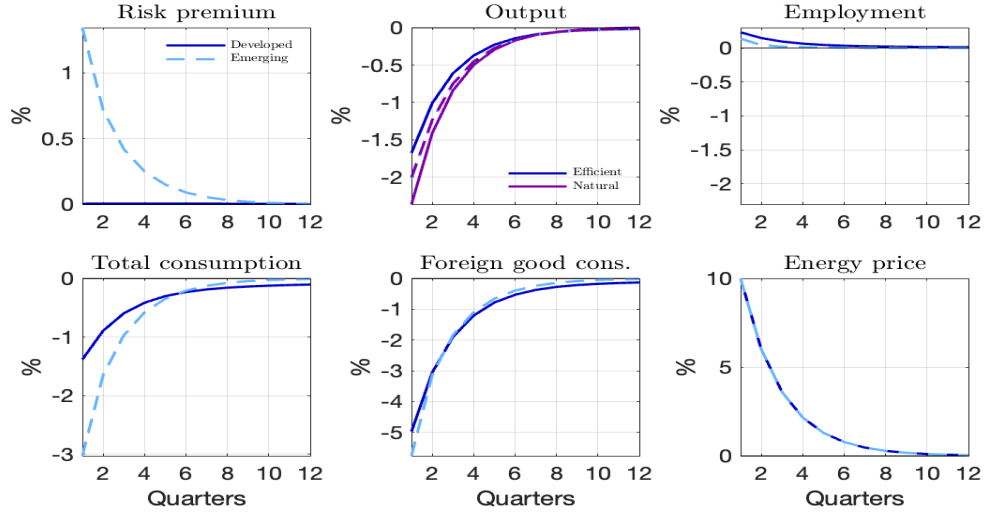 Risk premium
%
1
0.5
0
2 4 6 8 10 12
Developed
Emerging
Output
%
0
-0.5
-1
-1.5
-2
2 4 6 8 10 12
Efficient
Natural
Employment
%
0
-0.5
-1
-1.5
-2
2 4 6 8 10 12
Total consumption
%
0
-1
-2
-3
2 4 6 8 10 12
Quarters
Foreign good cons.
%
0
-1
-2
-3
-4
-5
2 4 6 8 10 12
Quarters
Energy price
%
10
5
0
2 4 6 8 10 12
Quarters